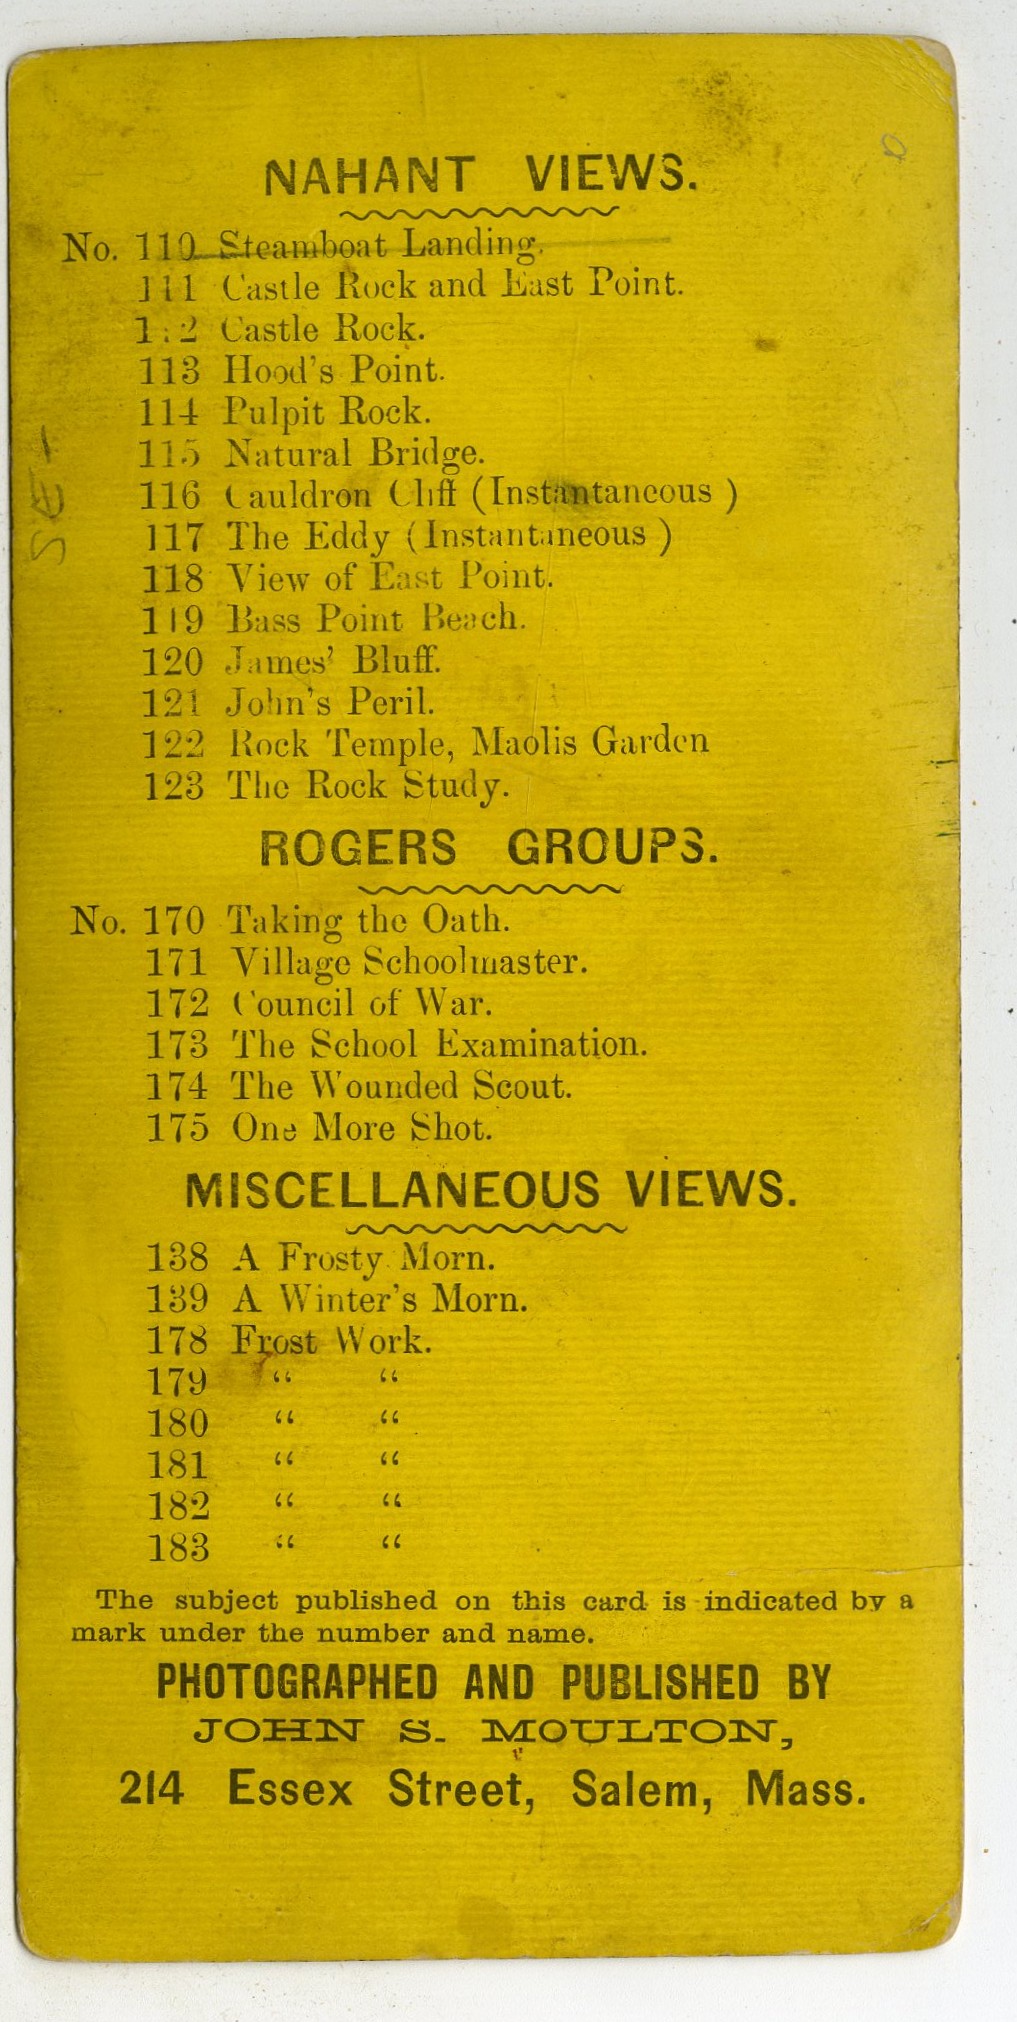 NAHANT VIEWS.
No. 110 Steamboat Landing.
111 Castle Rock and East Point.
112 Castle Rock.
113 Hood's Point.
114 Pulpit Rock.
115 Natural Bridge.
116 Cauldron Cliff (Instantaneous )
117 The Eddy (Instantaneous )
118 View of East Point.
119 Bass Point Beach.
120 James' Bluff.
121 John's Peril.
122 Rock Temple, Maolis Garden
123 The Rock Study.
ROGERS GROUPS.
No. 170 Taking the Oath.
171 Village Schoolmaster.
172 Council of War.
173 The School Examination.
174 The Wounded Scout.
175 One More Shot.
MISCELLANEOUS VIEWS.
138 A Frosty Morn.
139 A Winter's Morn.
178 Frost Work.
179 “ “
180 “ “
181 “ “
182 “ “
183 “ “
The subject published on this card is indicated by a
mark under the number and name.
PHOTOGRAPHED AND PUBLISHED BY
JOHN S. MOULTON,
214 Essex Street, Salem, Mass.